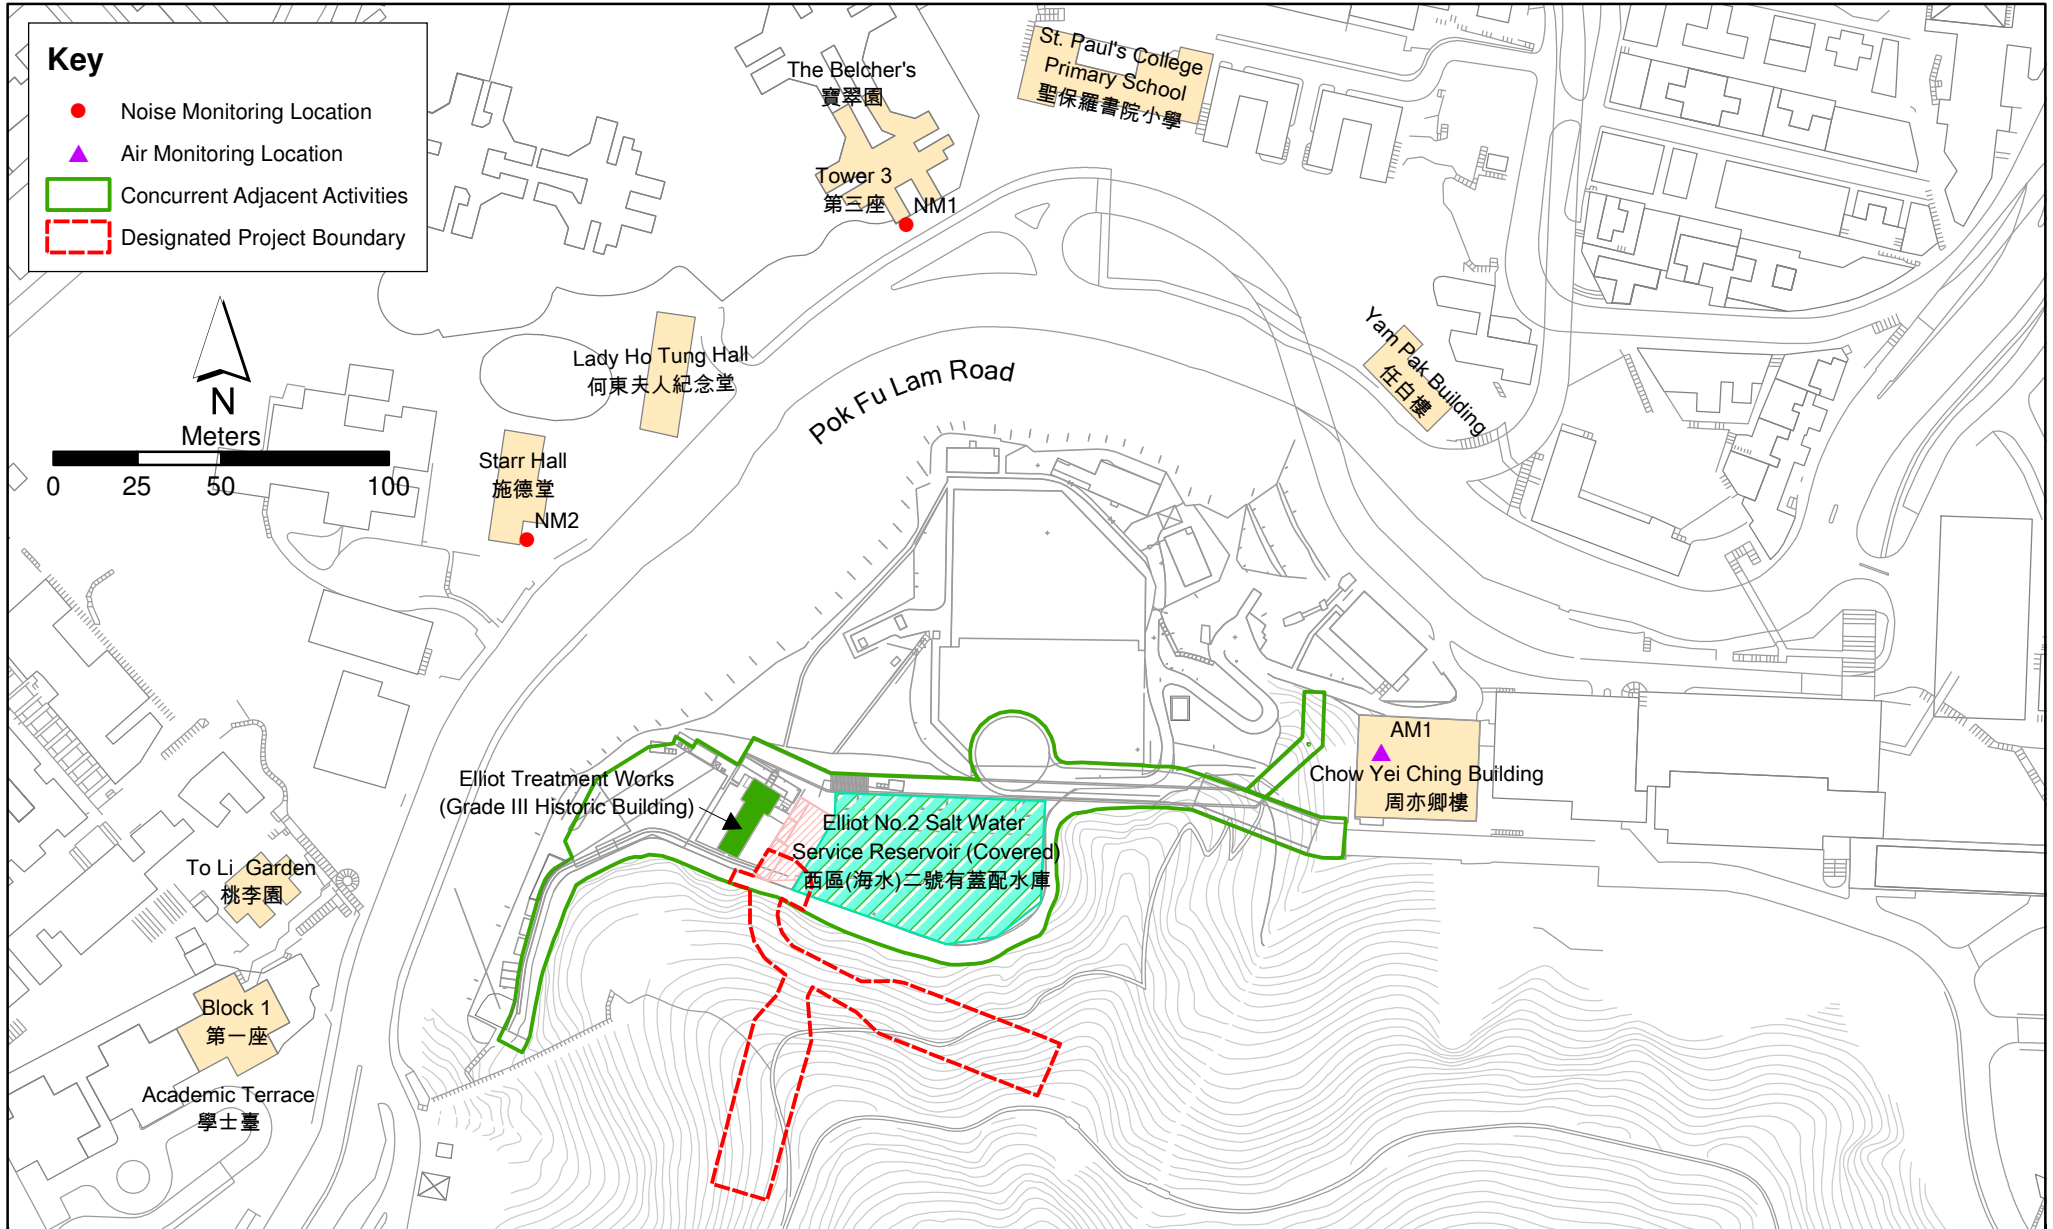 Key
Noise Monitoring Location
Air Monitoring Location
Concurrent Adjacent Activities
Designated Project Boundary
N
Meters
0 25 50 100
The Belcher's
寶翠園
Tower 3
第三座
NM1
St. Paul's College
Primary School
聖保羅書院小學
Lady Ho Tung Hall
何東夫人紀念堂
Pok Fu Lam Road
Yam Pak Building
任白樓
Starr Hall
施德堂
NM2
AM1
Chow Yei Ching Building
周亦卿樓
Elliot Treatment Works
(Grade III Historic Building)
Elliot No.2 Salt Water
Service Reservoir (Covered)
西區(海水)二號有蓋配水庫
To Li Garden
桃李園
Block 1
第一座
Academic Terrace
學士臺